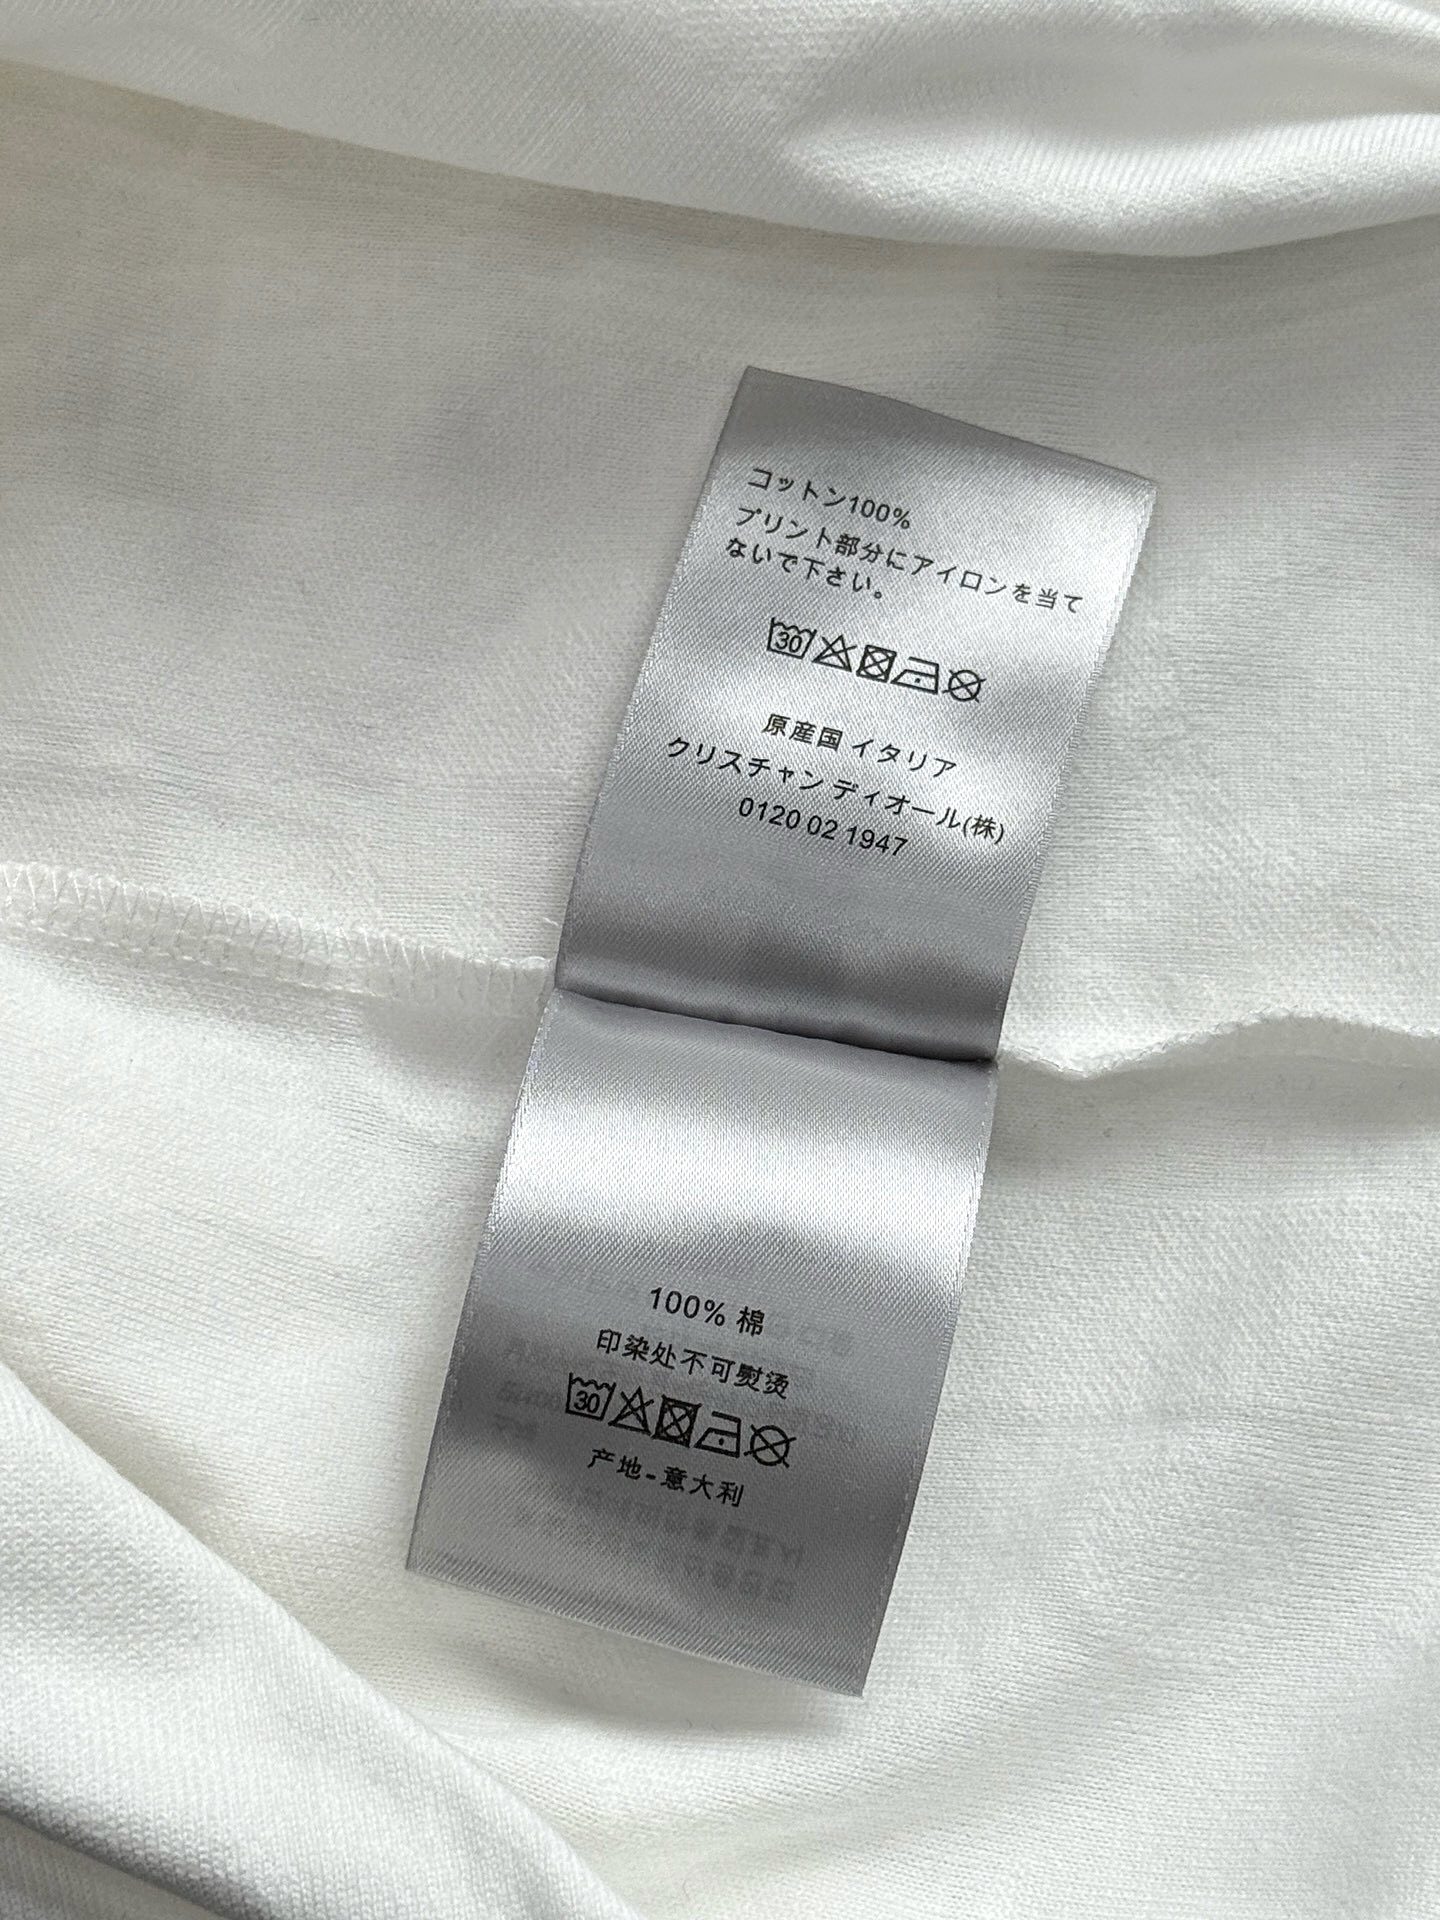 コットン100%
プリント部分にアイロンを当て
ないで下さい。
30
原産国 イタリア
クリスチャン ディオール(株)
0120 02 1947
100% 棉
印染处不可熨烫
30
产地-意大利